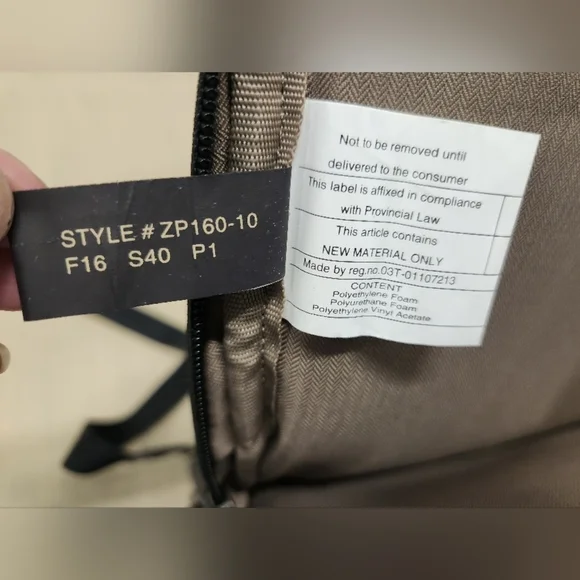 STYLE # ZP160-10
F16 S40 P1
Not to be removed until
delivered to the consumer
This label is affixed in compliance
with Provincial Law
This article contains
NEW MATERIAL ONLY
Made by reg.no.03T-01107213
CONTENT
Polyethylene Foam
Polyurethane Foam
Polyethylene Vinyl Acetate